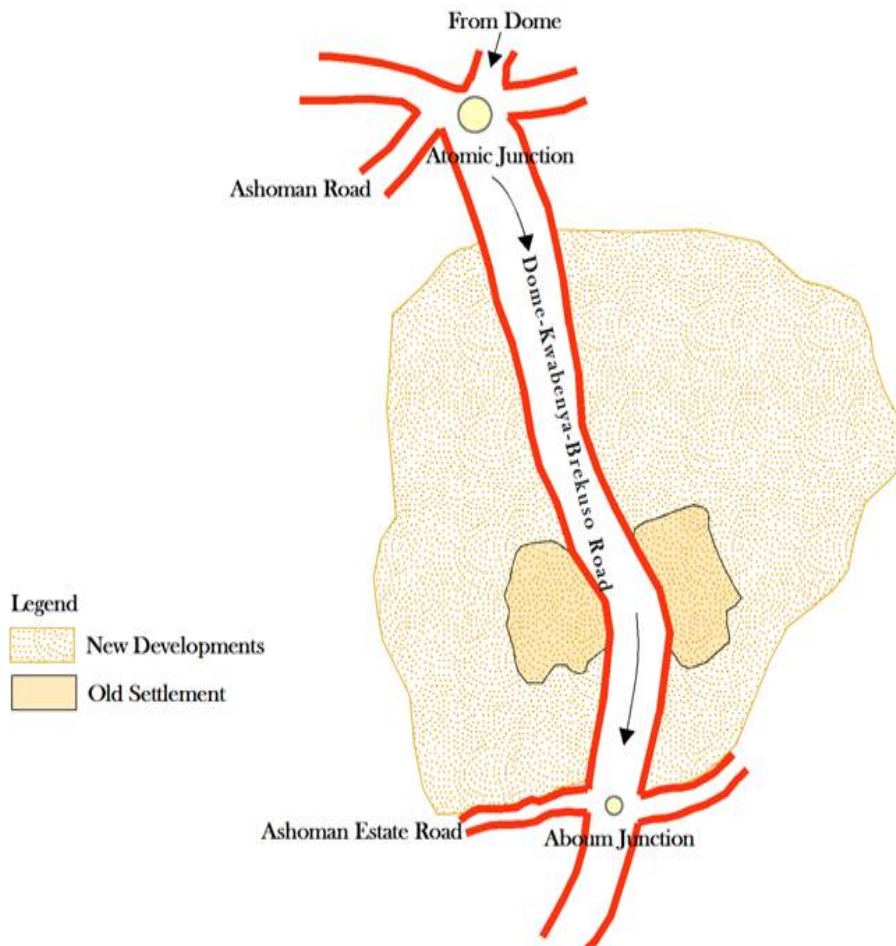 From Dome
Atomic Junction
Ashoman Road
Dome-Kwabenya-Brekuso Road
Legend
New Developments
Old Settlement
Ashoman Estate Road
Aboum Junction